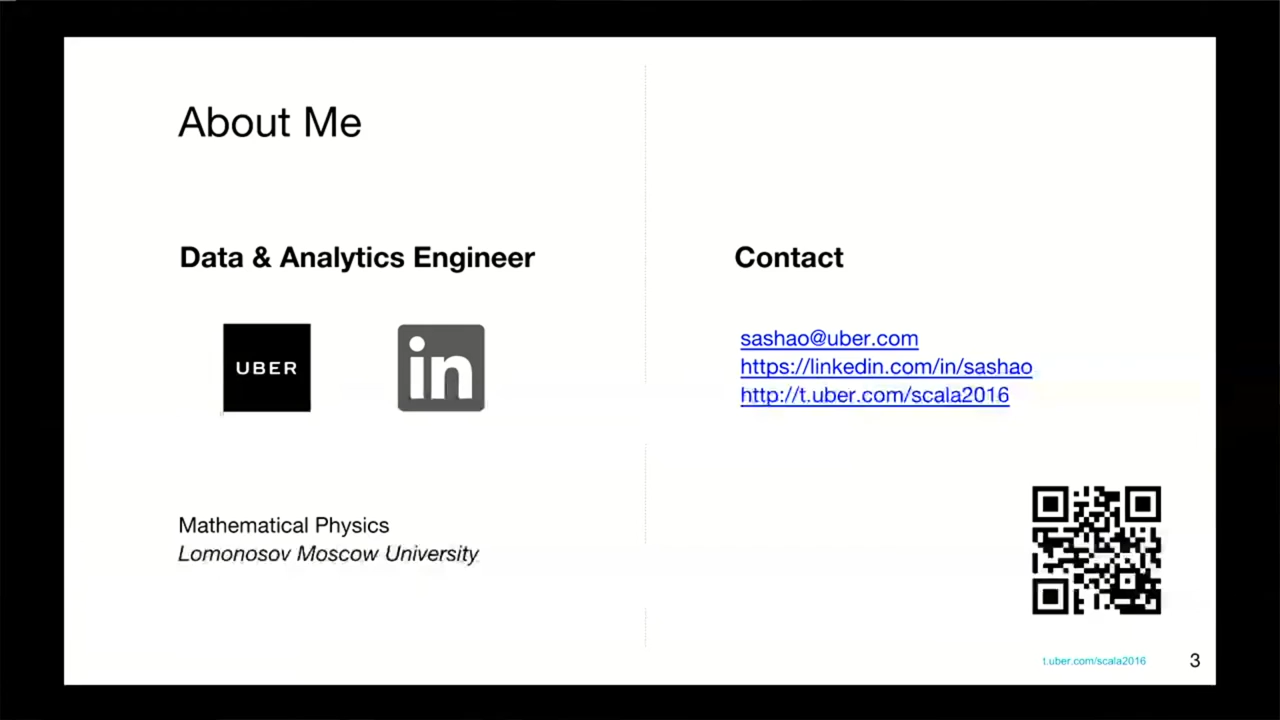 About Me
Data & Analytics Engineer
UBER
in
Mathematical Physics
Lomonosov Moscow University
Contact
sashao@uber.com
https://linkedin.com/in/sashao
http://t.uber.com/scala2016
t.uber.com/scala2016
3